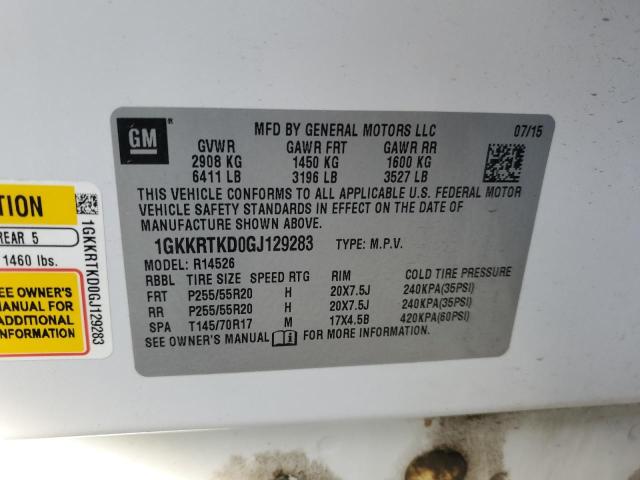 GM
MFD BY GENERAL MOTORS LLC 07/15
GVWR GAWR FRT GAWR RR
2908 KG 1450 KG 1600 KG
6411 LB 3196 LB 3527 LB
THIS VEHICLE CONFORMS TO ALL APPLICABLE U.S. FEDERAL MOTOR
VEHICLE SAFETY STANDARDS IN EFFECT ON THE DATE OF
MANUFACTURE SHOWN ABOVE.
1GKKRTKD0GJ129283 TYPE: M.P.V.
MODEL: R14526
RBBL TIRE SIZE SPEED RTG RIM COLD TIRE PRESSURE
FRT P255/55R20 H 20X7.5J 240KPA(35PSI)
RR P255/55R20 H 20X7.5J 240KPA(35PSI)
SPA T145/70R17 M 17X4.5B 420KPA(60PSI)
SEE OWNER'S MANUAL FOR MORE INFORMATION.
TION
REAR 5
1460 lbs.
SEE OWNER'S
MANUAL FOR
ADDITIONAL
INFORMATION
1GKKRTKD0GJ129283